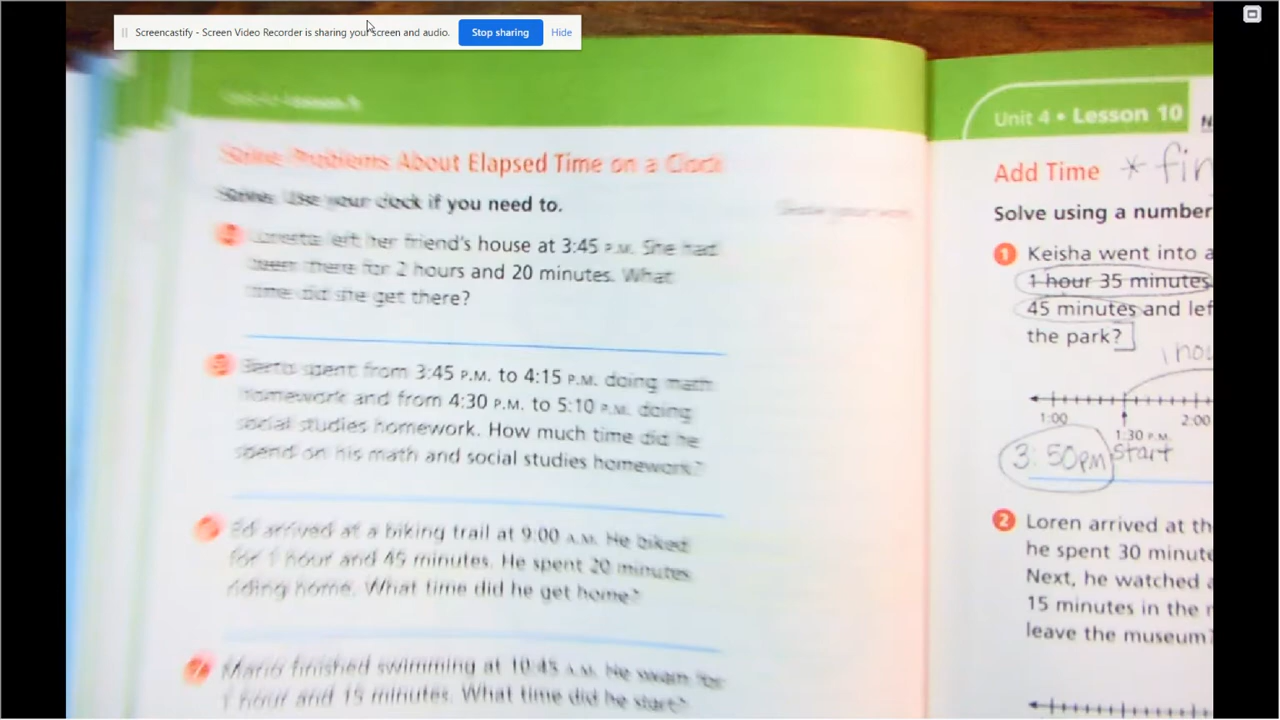 Screencastify - Screen Video Recorder is sharing your screen and audio. Stop sharing Hide
Solve Problems About Elapsed Time on a Clock
Solve. Use your clock if you need to.
Show your work.
Loretta left her friend's house at 3:45 P.M. She had
been there for 2 hours and 20 minutes. What
time did she get there?
Berto spent from 3:45 P.M. to 4:15 P.M. doing math
homework and from 4:30 P.M. to 5:10 P.M. doing
social studies homework. How much time did he
spend on his math and social studies homework?
Ed arrived at a biking trail at 9:00 A.M. He biked
for 1 hour and 45 minutes. He spent 20 minutes
riding home. What time did he get home?
Mario finished swimming at 10:45 A.M. He swam for
1 hour and 15 minutes. What time did he start?
Unit 4 • Lesson 10
Add Time * fin
Solve using a number
1 Keisha went into a
1 hour 35 minutes
45 minutes and lef
the park?
1 hou
1:00 2:00
1:30 P.M.
3:50pm start
2 Loren arrived at th
he spent 30 minute
Next, he watched a
15 minutes in the
leave the museum?